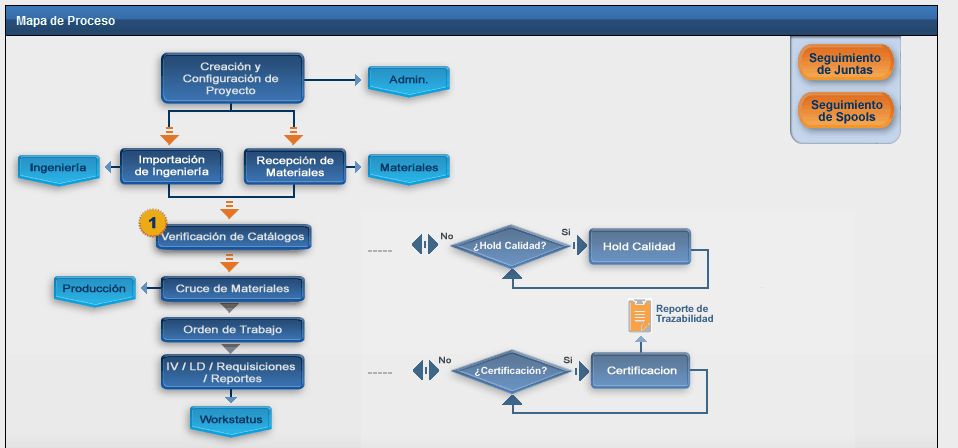 Mapa de Proceso
Creación y
Configuración de
Proyecto
Admin.
Seguimiento
de Juntas
Seguimiento
de Spools
Ingeniería
Importación
de Ingeniería
Recepción de
Materiales
Materiales
1
Verificación de Catálogos
No
¿Hold Calidad?
Si
Hold Calidad
Producción
Cruce de Materiales
Reporte de
Trazabilidad
Orden de Trabajo
IV / LD / Requisiciones
/ Reportes
No
¿Certificación?
Si
Certificacion
Workstatus